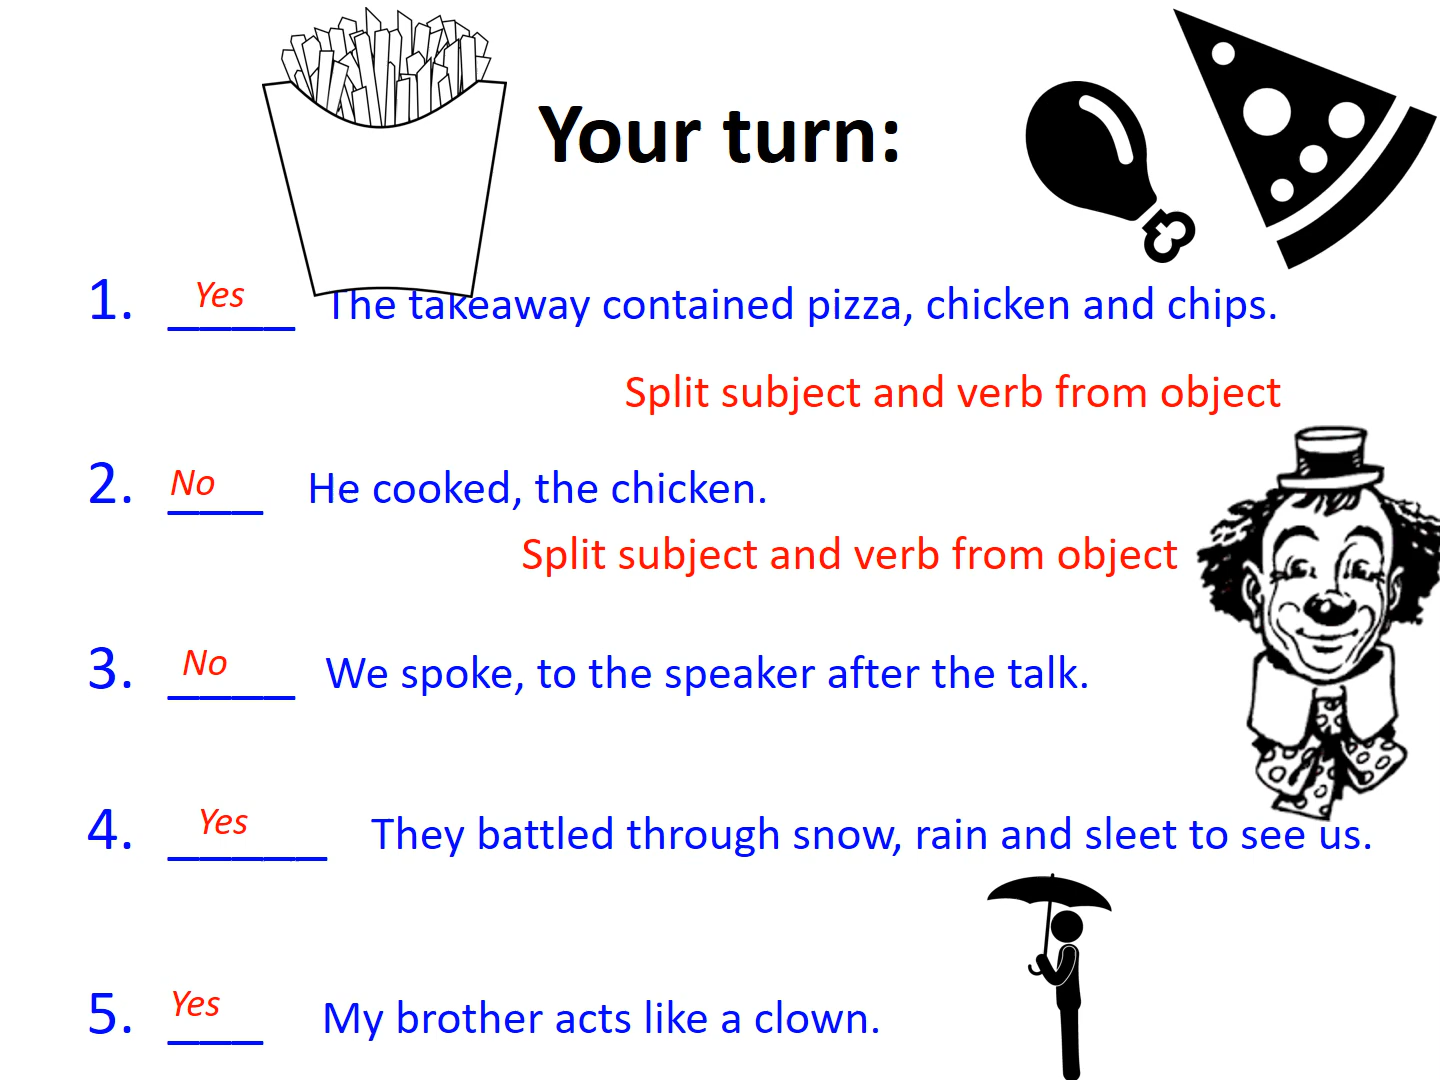 Your turn:
1. Yes The takeaway contained pizza, chicken and chips.
Split subject and verb from object
2. No He cooked, the chicken.
Split subject and verb from object
3. No We spoke, to the speaker after the talk.
4. Yes They battled through snow, rain and sleet to see us.
5. Yes My brother acts like a clown.